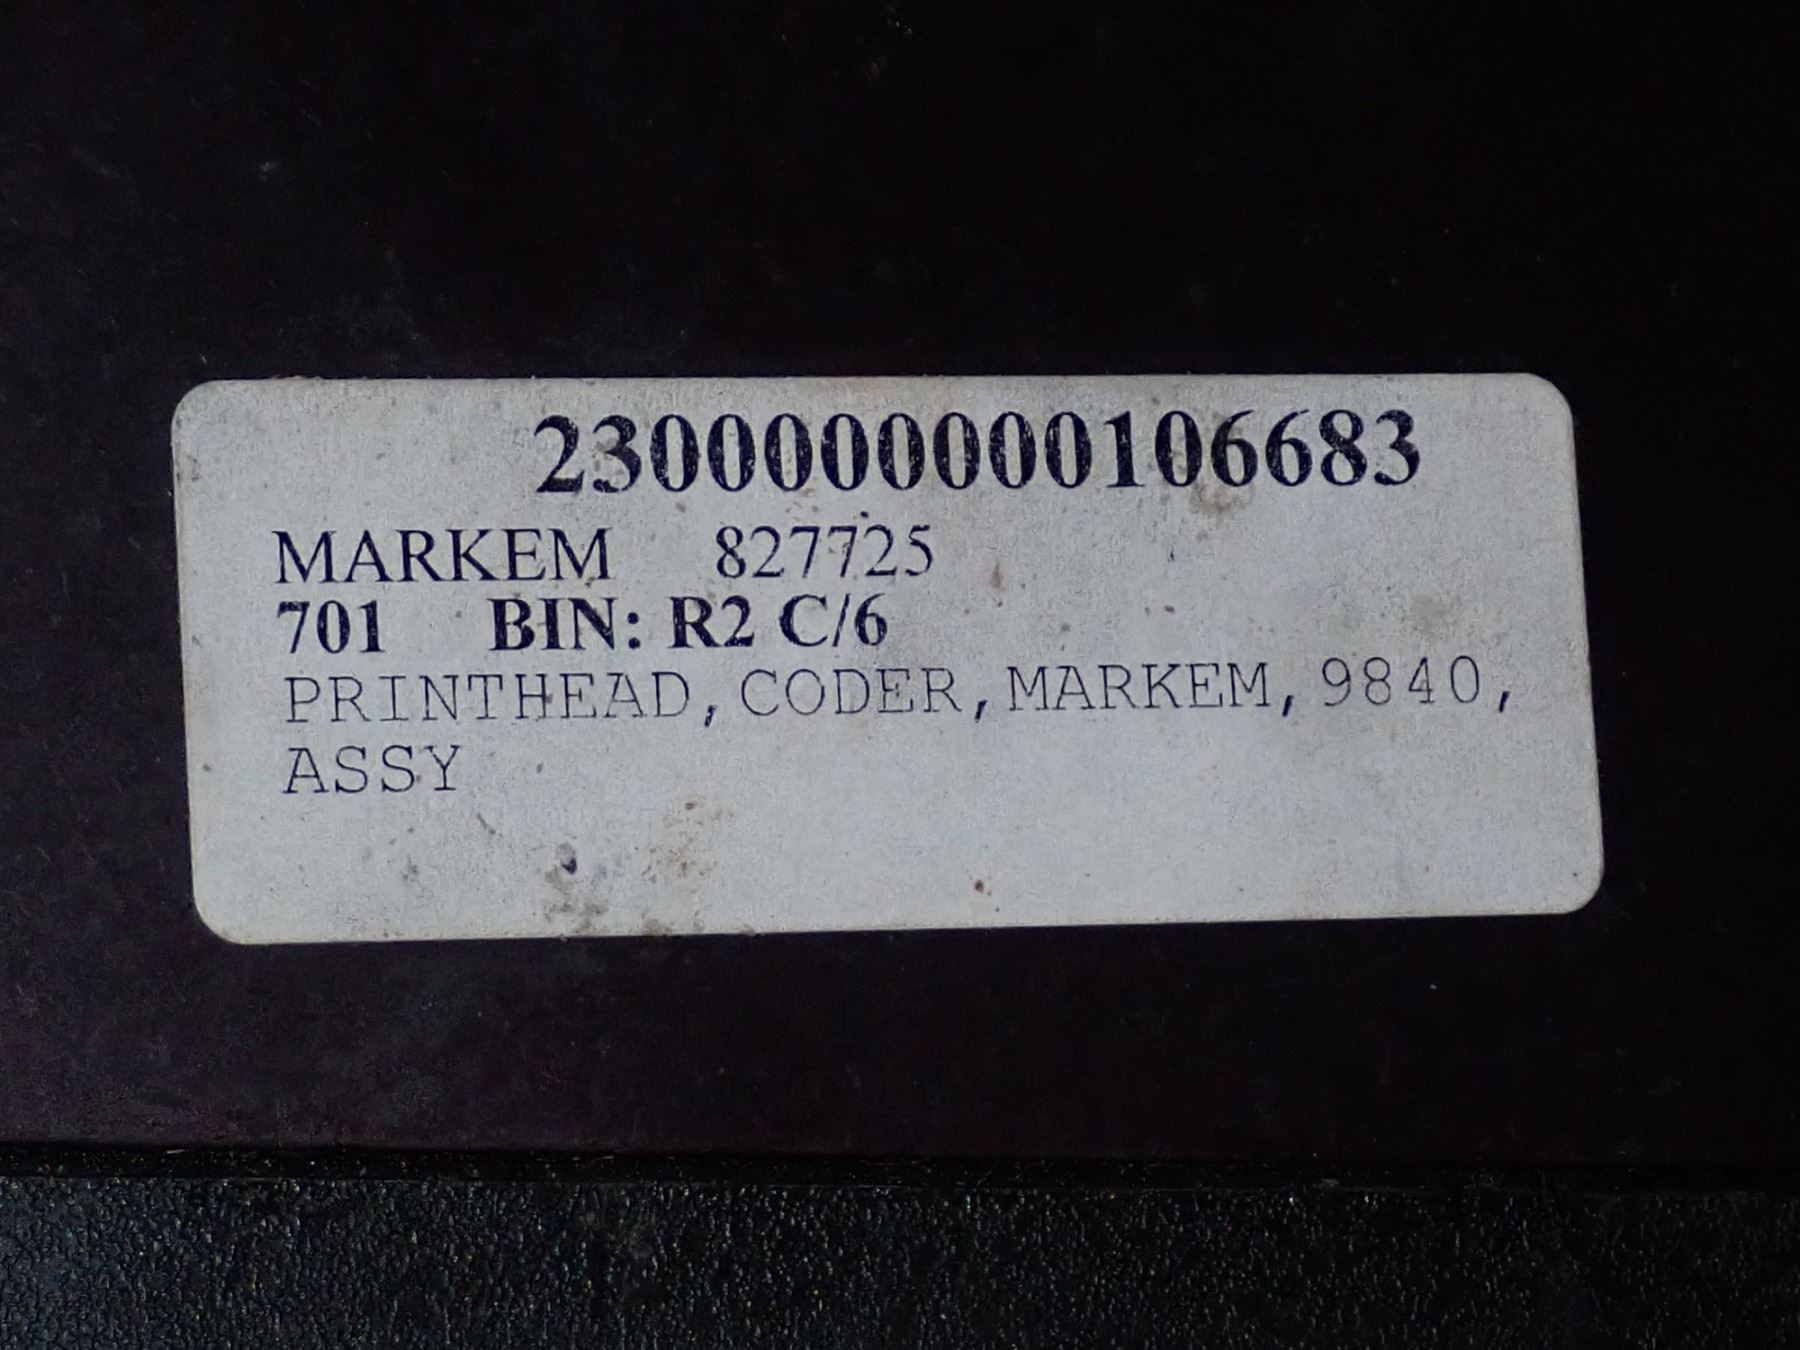 2300000000106683
MARKEM 827725
701 BIN: R2 C/6
PRINTHEAD,CODER,MARKEM,9840,
ASSY